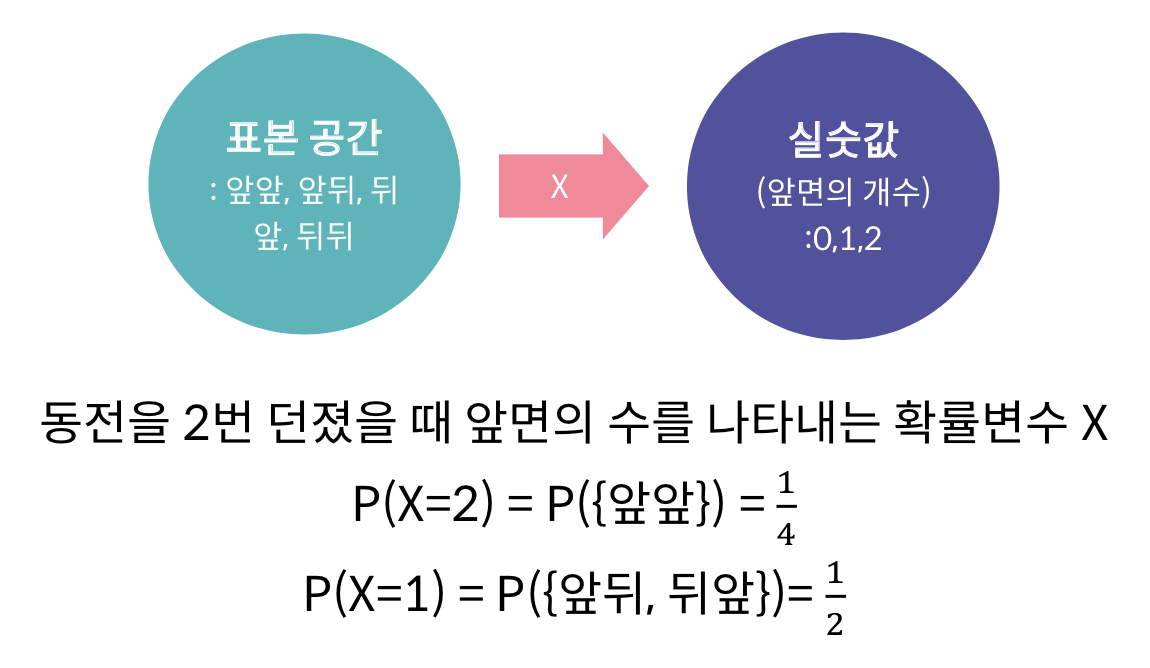 표본 공간
: 앞앞, 앞뒤, 뒤
앞, 뒤뒤
X
실숫값
(앞면의 개수)
:0,1,2
동전을 2번 던졌을 때 앞면의 수를 나타내는 확률변수 X
P(X=2) = P({앞앞}) = 1/4
P(X=1) = P({앞뒤, 뒤앞})= 1/2